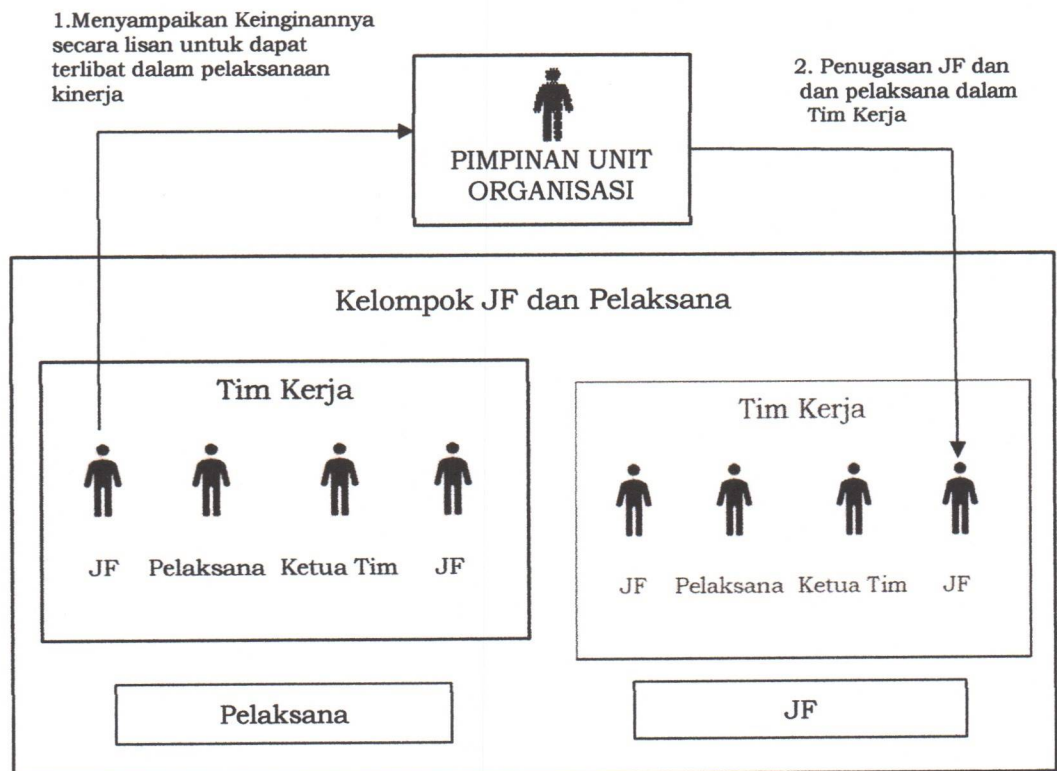 1.Menyampaikan Keinginannya
secara lisan untuk dapat
terlibat dalam pelaksanaan
kinerja
2. Penugasan JF dan
dan pelaksana dalam
Tim Kerja
PIMPINAN UNIT
ORGANISASI
Kelompok JF dan Pelaksana
Tim Kerja
JF Pelaksana Ketua Tim JF
Tim Kerja
JF Pelaksana Ketua Tim JF
Pelaksana
JF